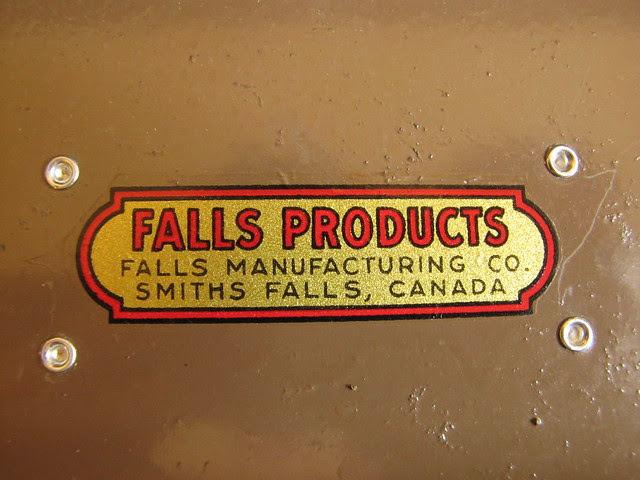 FALLS PRODUCTS
FALLS MANUFACTURING CO.
SMITHS FALLS, CANADA